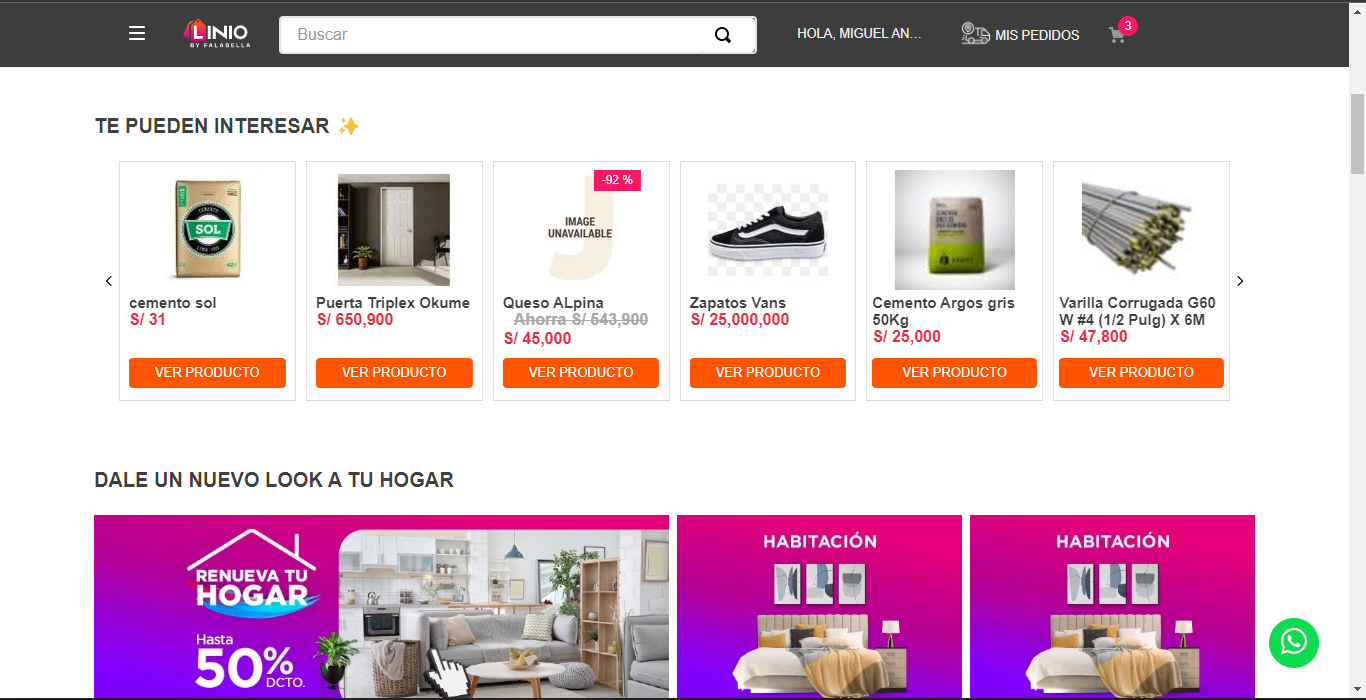 LINIO
BY FALABELLA
Buscar
HOLA, MIGUEL AN...
MIS PEDIDOS
3
TE PUEDEN INTERESAR ✨
CEMENTO
SOL
cemento sol
S/ 31
VER PRODUCTO
Puerta Triplex Okume
S/ 650,900
VER PRODUCTO
-92 %
IMAGE
UNAVAILABLE
Queso ALpina
Ahorra S/ 543,900
S/ 45,000
VER PRODUCTO
Zapatos Vans
S/ 25,000,000
VER PRODUCTO
Cemento Argos gris
50Kg
S/ 25,000
VER PRODUCTO
Varilla Corrugada G60
W #4 (1/2 Pulg) X 6M
S/ 47,800
VER PRODUCTO
DALE UN NUEVO LOOK A TU HOGAR
RENUEVA TU
HOGAR
Hasta
50%
DCTO.
HABITACIÓN
HABITACIÓN